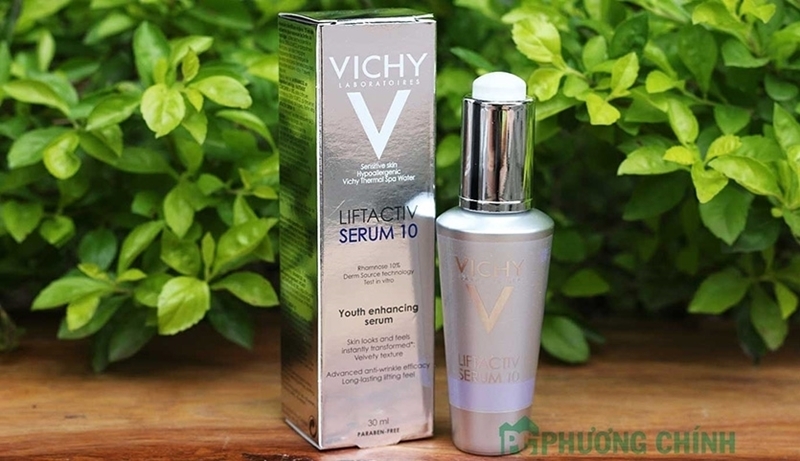 VICHY
LABORATOIRES
V
Sensitive skin
Hypoallergenic
Vichy Thermal Spa Water
LIFTACTIV
SERUM 10
Rhamnose 10%
Derm Source technology
Test in vitro
Youth enhancing
serum
Skin looks and feels
instantly transformed*:
Velvety texture
Advanced anti-wrinkle efficacy
Long-lasting lifting feel
30 ml
PARABEN-FREE
VICHY
V
LIFTACTIV
SERUM 10
PHƯƠNG CHÍNH